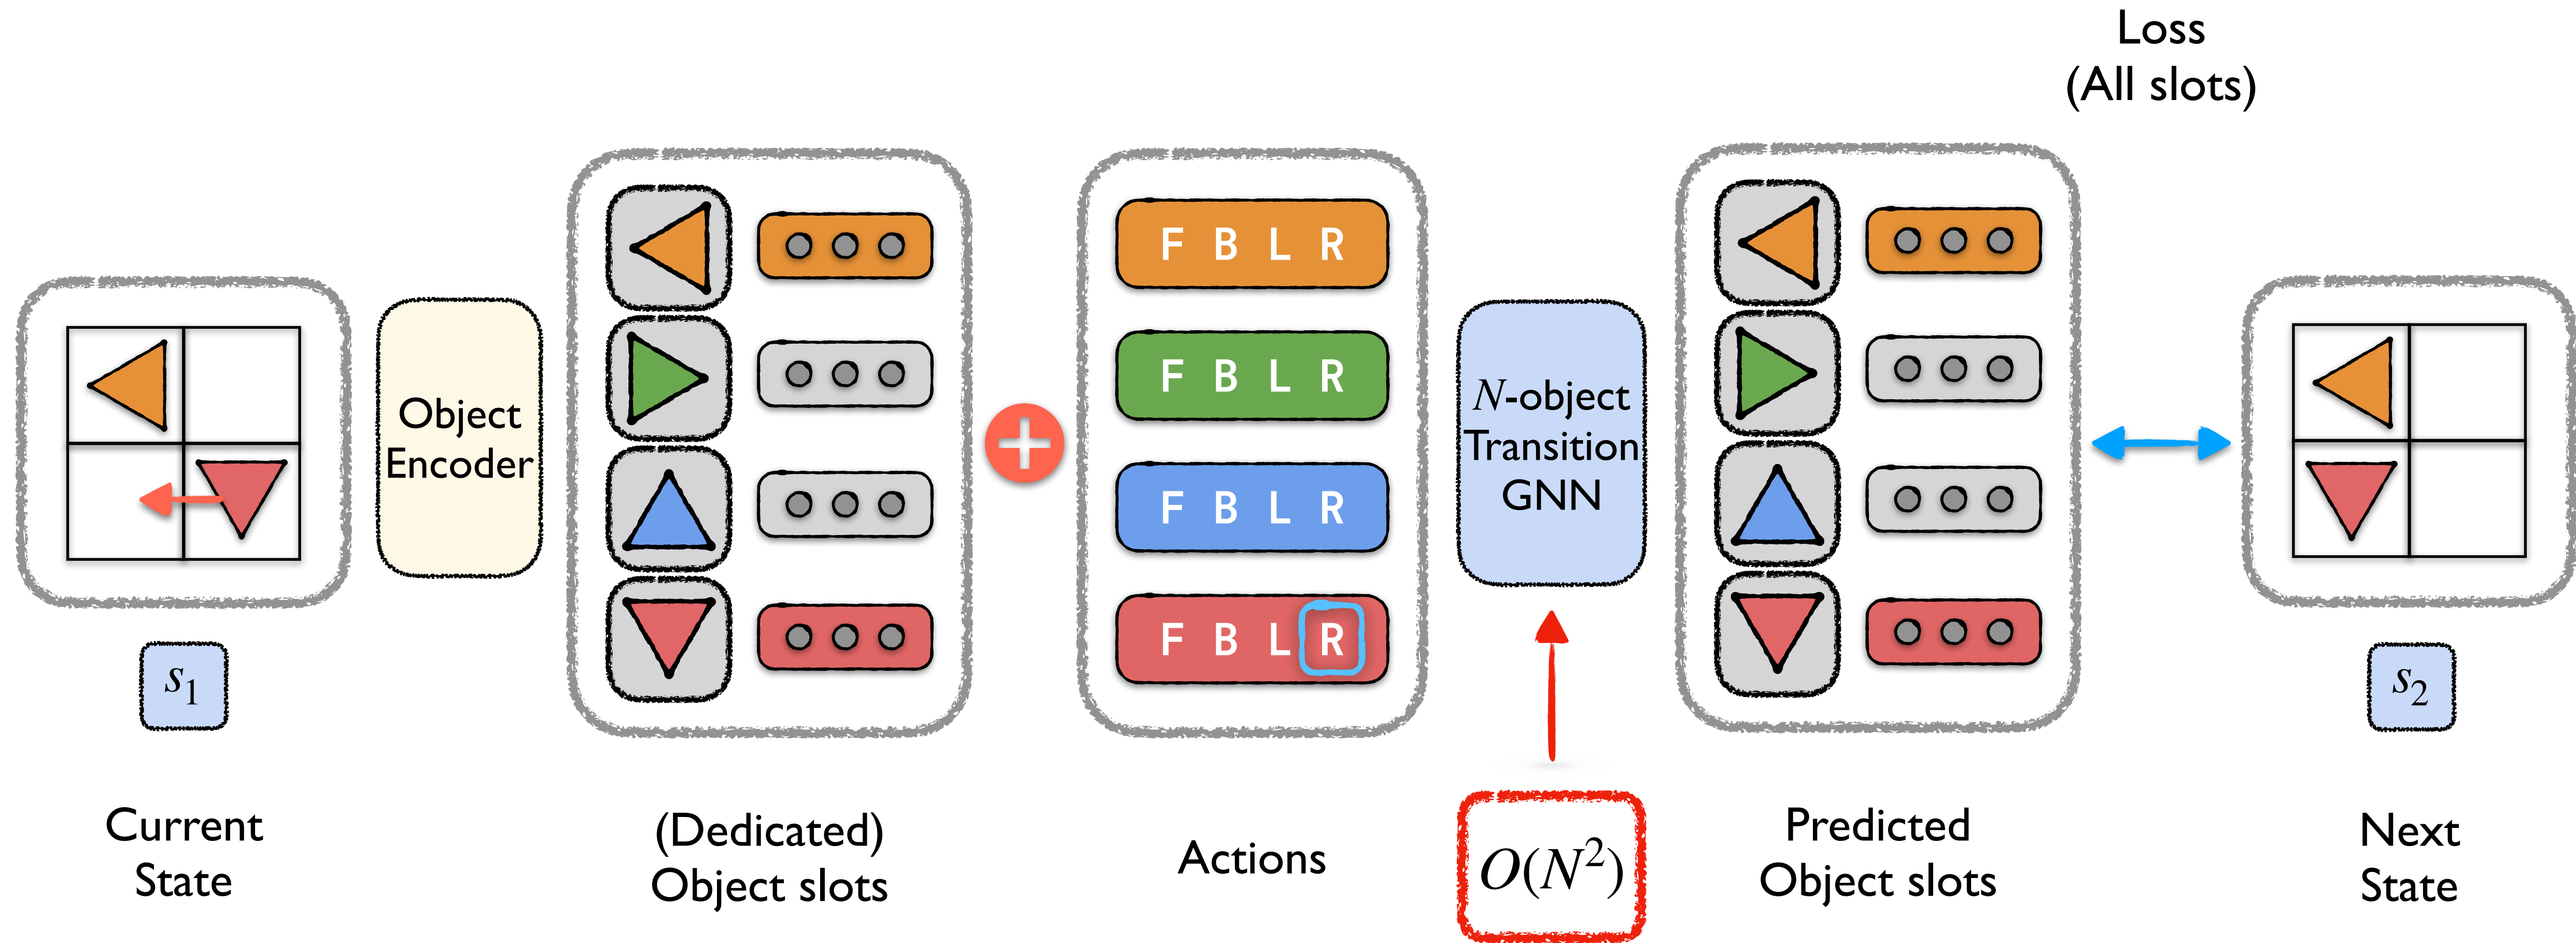 Loss
(All slots)
F B L R
F B L R
F B L R
F B L R
Object
Encoder
N-object
Transition
GNN
s₁
s₂
Current
State
(Dedicated)
Object slots
Actions
O(N²)
Predicted
Object slots
Next
State